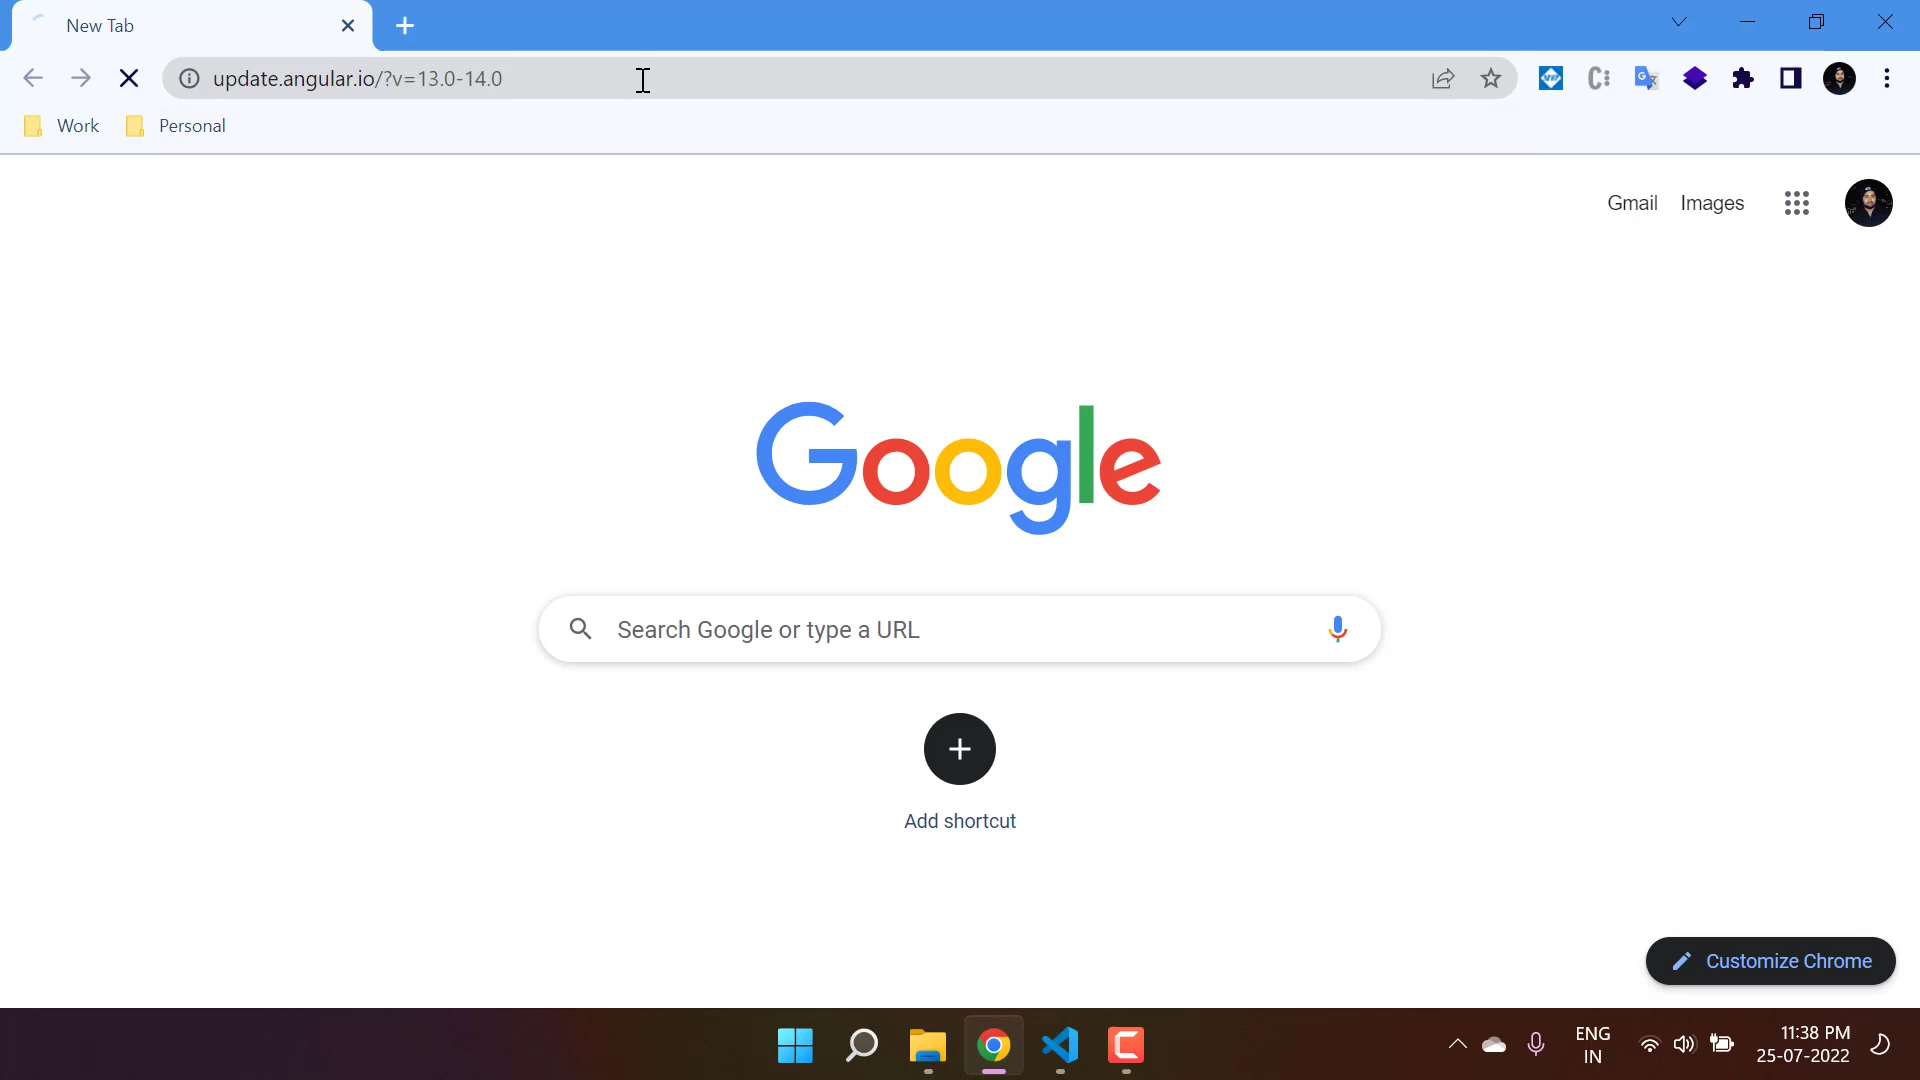 New Tab
update.angular.io/?v=13.0-14.0
Work
Personal
Gmail
Images
Google
Search Google or type a URL
Add shortcut
Customize Chrome
ENG
IN
11:38 PM
25-07-2022